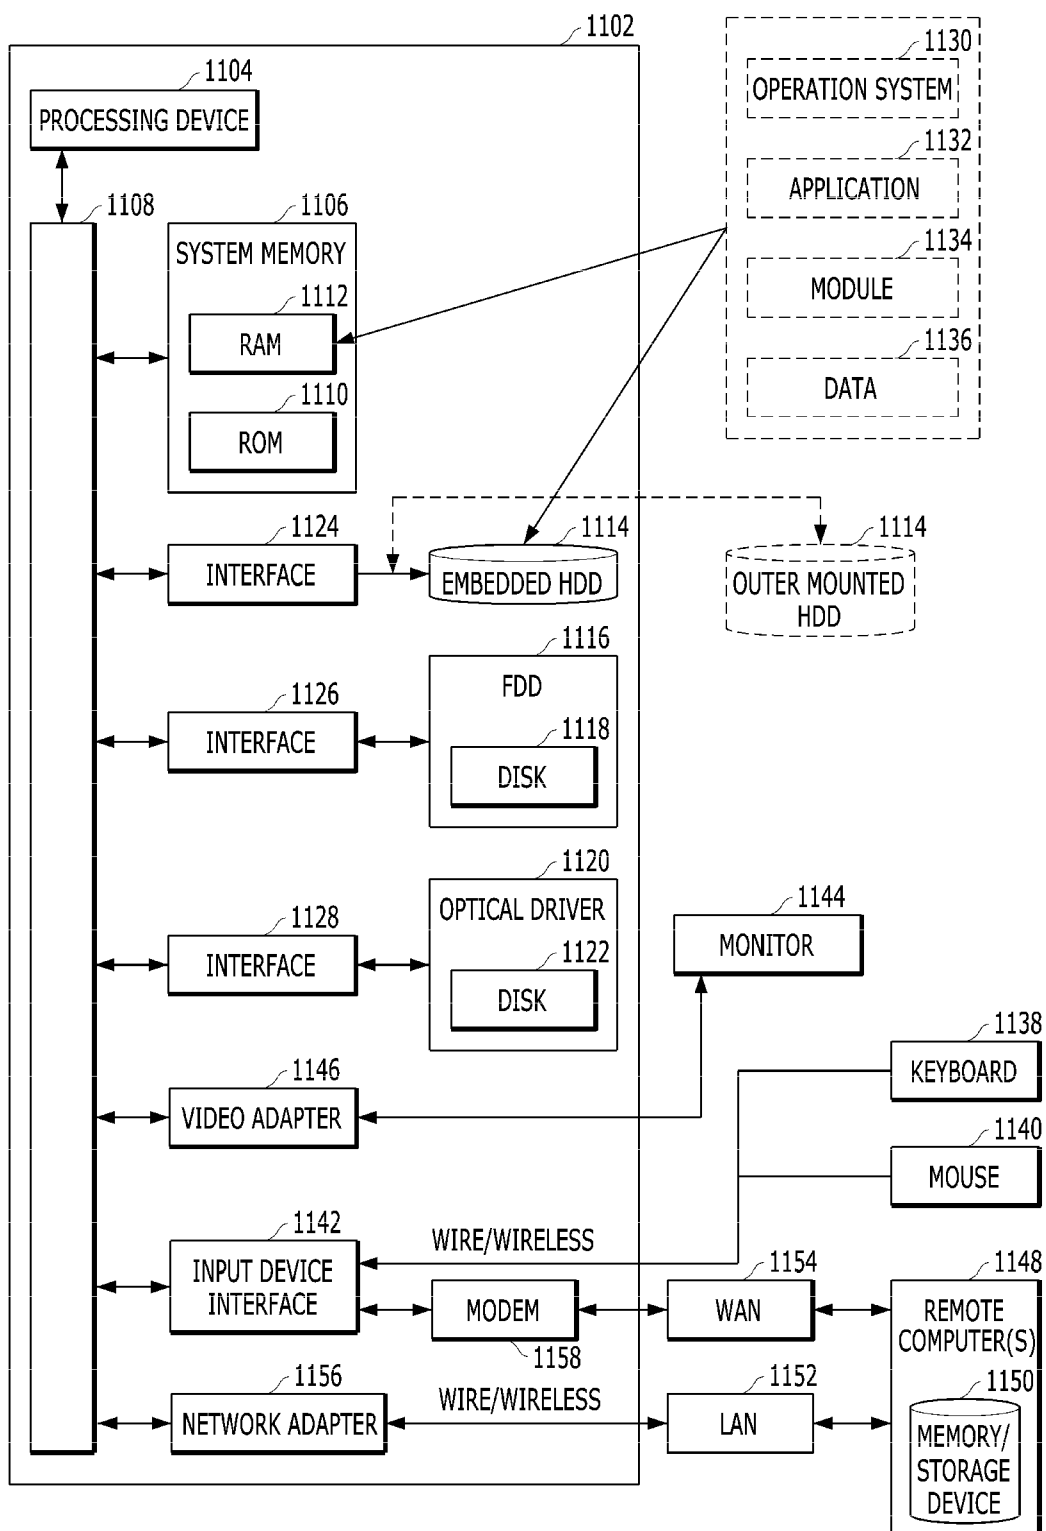 1102
1104
PROCESSING DEVICE
1130
OPERATION SYSTEM
1132
APPLICATION
1134
MODULE
1136
DATA
1108
1106
SYSTEM MEMORY
1112
RAM
1110
ROM
1124
INTERFACE
1114
EMBEDDED HDD
1114
OUTER MOUNTED
HDD
1116
FDD
1126
INTERFACE
1118
DISK
1120
OPTICAL DRIVER
1128
INTERFACE
1122
DISK
1144
MONITOR
1138
KEYBOARD
1146
VIDEO ADAPTER
1140
MOUSE
1142
INPUT DEVICE
INTERFACE
WIRE/WIRELESS
MODEM
1158
1154
WAN
1148
REMOTE
COMPUTER(S)
1156
NETWORK ADAPTER
WIRE/WIRELESS
1152
LAN
1150
MEMORY/
STORAGE
DEVICE